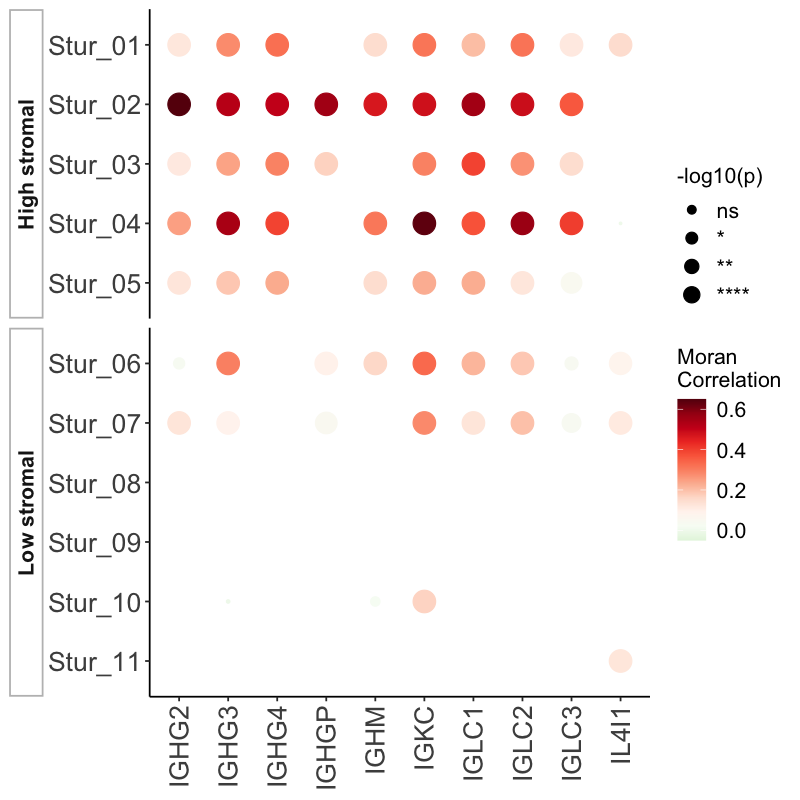 High stromal
Stur_01
Stur_02
Stur_03
Stur_04
Stur_05
Low stromal
Stur_06
Stur_07
Stur_08
Stur_09
Stur_10
Stur_11
IGHG2
IGHG3
IGHG4
IGHGP
IGHM
IGKC
IGLC1
IGLC2
IGLC3
IL4I1
-log10(p)
ns
*
**
****
Moran
Correlation
0.6
0.4
0.2
0.0